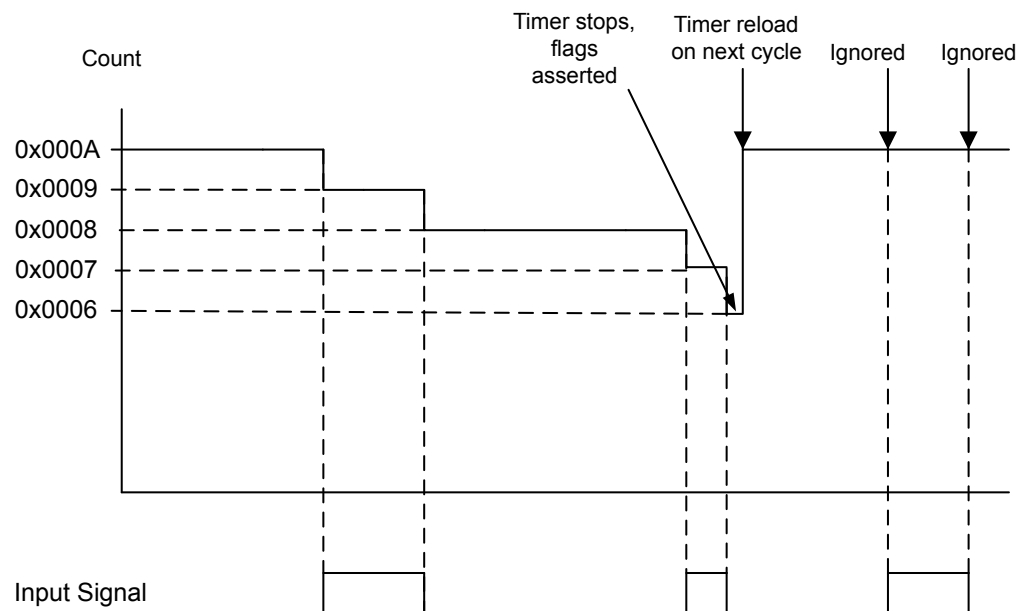 Timer stops,
flags
asserted
Timer reload
on next cycle
Ignored
Ignored
Count
0x000A
0x0009
0x0008
0x0007
0x0006
Input Signal